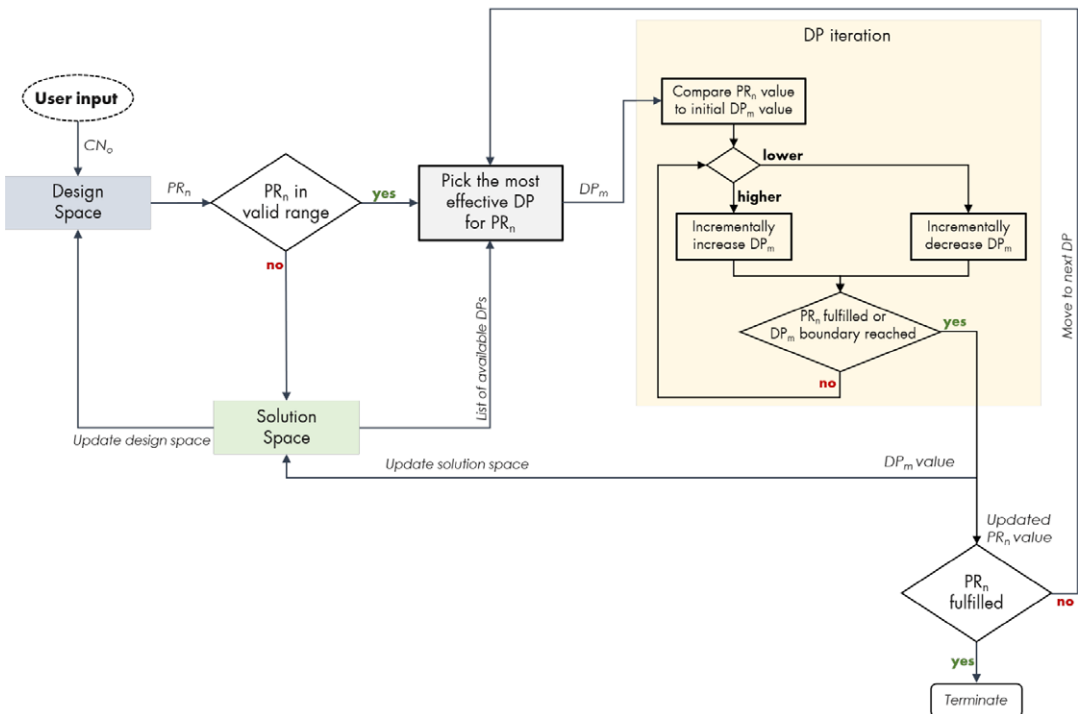 DP iteration
User input
CNₒ
Design
Space
PRₙ
PRₙ in
valid range
yes
no
Pick the most
effective DP
for PRₙ
DPₘ
Compare PRₙ value
to initial DPₘ value
lower
higher
Incrementally
increase DPₘ
Incrementally
decrease DPₘ
PRₙ fulfilled or
DPₘ boundary reached
yes
no
Move to next DP
List of available DPs
Solution
Space
Update design space
Update solution space
DPₘ value
Updated
PRₙ value
PRₙ
fulfilled
no
yes
Terminate